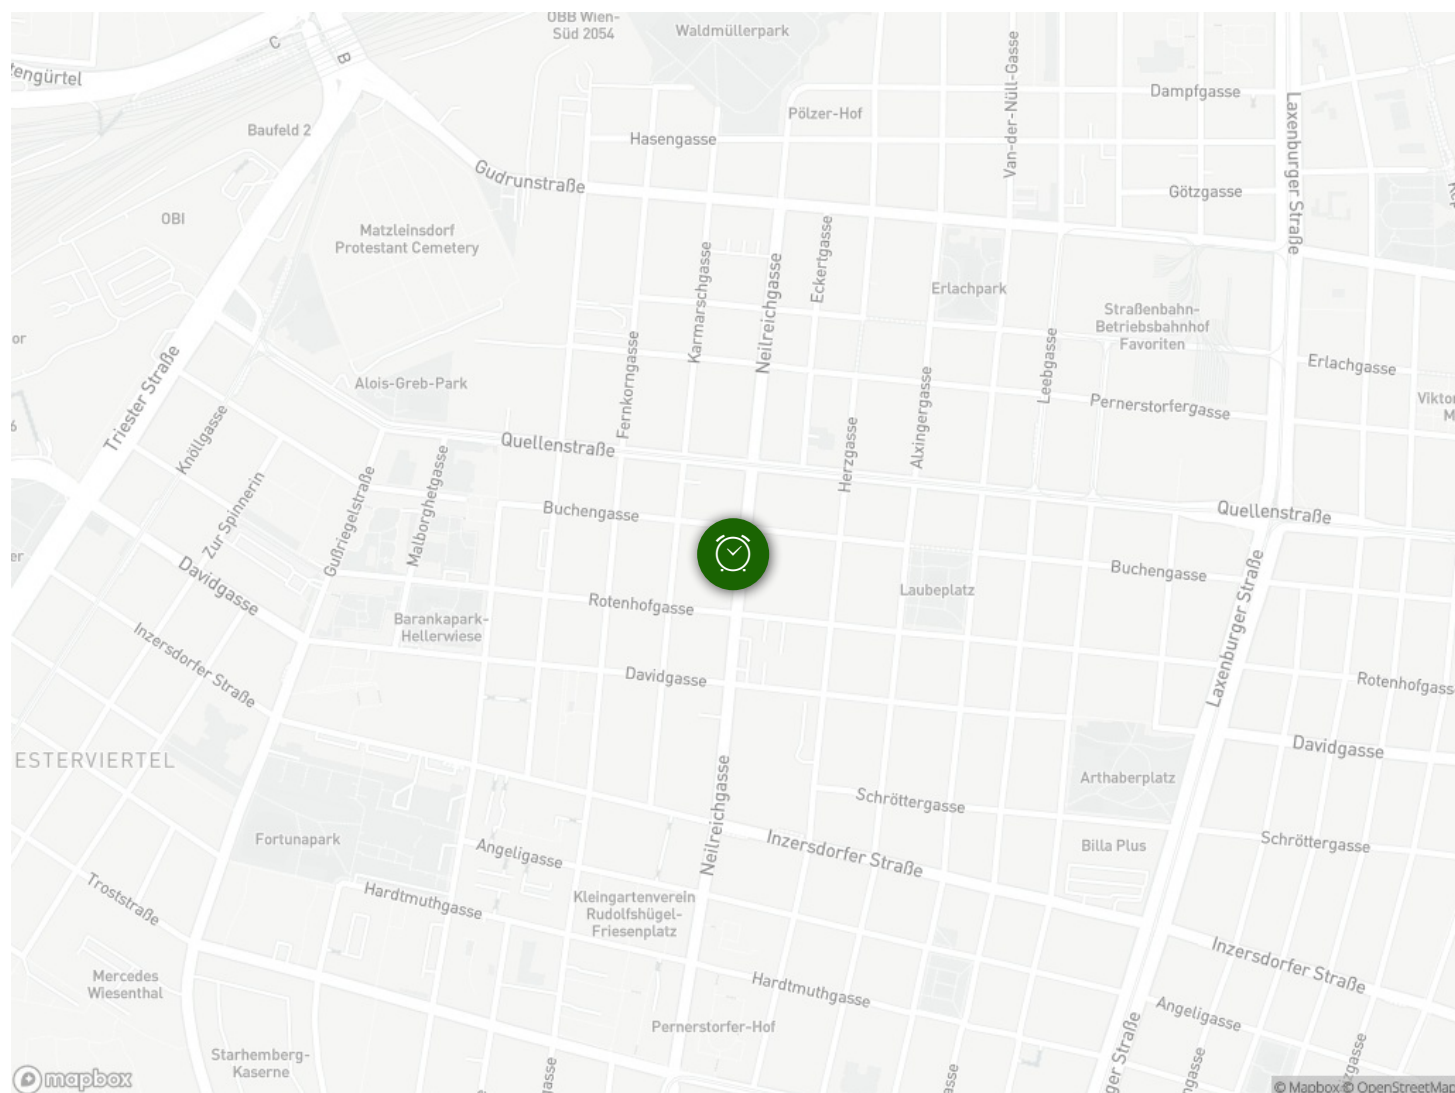 ÖBB Wien-
Süd 2054
Waldmüllerpark
C
B
Van-der-Nüll-Gasse
Dampfgasse
Laxenburger Straße
Pölzer-Hof
Baufeld 2
Hasengasse
Gudrunstraße
Götzgasse
OBI
Matzleinsdorf
Protestant Cemetery
Karmarschgasse
Neilreichgasse
Eckertgasse
Erlachpark
Straßenbahn-
Betriebsbahnhof
Favoriten
Triester Straße
Fernkorngasse
Leebgasse
Erlachgasse
Alois-Greb-Park
Alxingergasse
Pernerstorfergasse
Knöllgasse
Quellenstraße
Herzgasse
Malborghetgasse
Gußriegelstraße
Zur Spinnerin
Buchengasse
Quellenstraße
Davidgasse
Laubeplatz
Buchengasse
Rotenhofgasse
Barankapark-
Hellerwiese
Inzersdorfer Straße
Laxenburger Straße
Davidgasse
Rotenhofgasse
Davidgasse
ESTERVIERTEL
Arthaberplatz
Neilreichgasse
Schröttergasse
Fortunapark
Angeligasse
Inzersdorfer Straße
Billa Plus
Schröttergasse
Troststraße
Hardtmuthgasse
Kleingartenverein
Rudolfshügel-
Friesenplatz
Inzersdorfer Straße
Mercedes
Wiesenthal
Hardtmuthgasse
Angeligasse
Pernerstorfer-Hof
Starhemberg-
Kaserne
ger Straße
mapbox
© Mapbox © OpenStreetMap